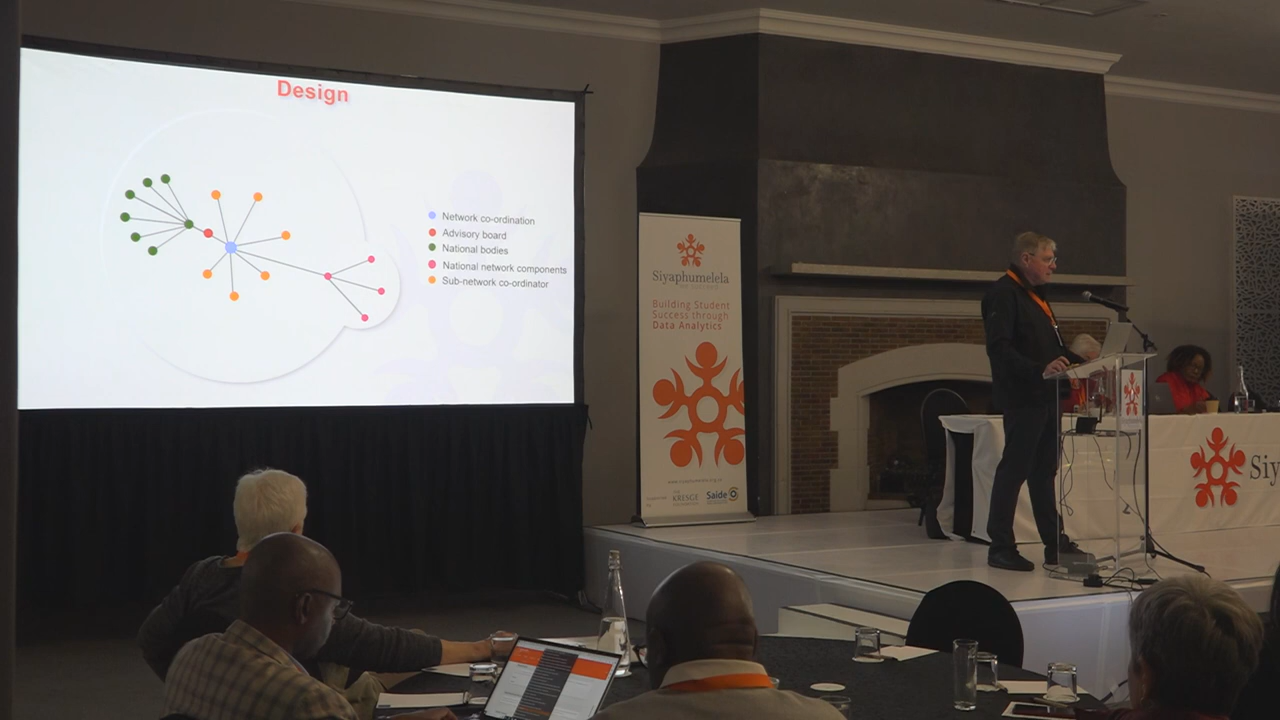 Design
Network co-ordination
Advisory board
National bodies
National network components
Sub-network co-ordinator
Siyaphumelela
Building Student
Success through
Data Analytics
KRESGE
Saide
Siy